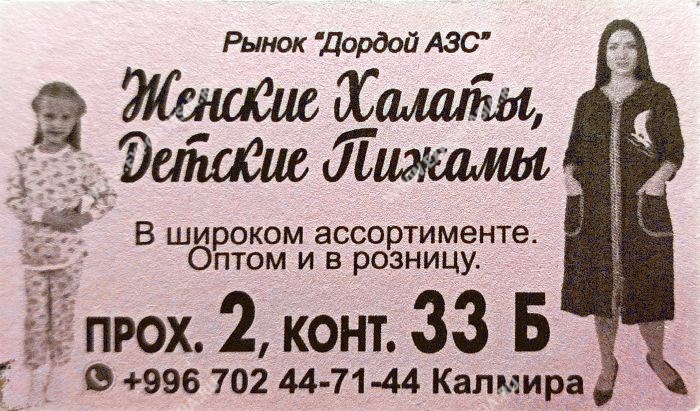 Рынок "Дордой АЗС"
Женские Халаты,
Детские Пижамы
В широком ассортименте.
Оптом и в розницу.
ПРОХ. 2, КОНТ. 33 Б
+996 702 44-71-44 Калмира